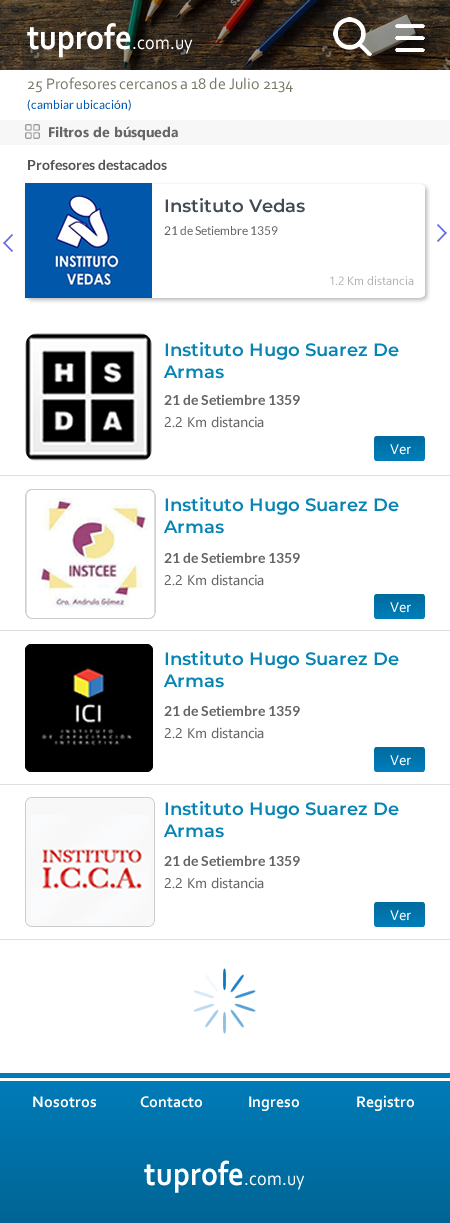 tuprofe.com.uy
25 Profesores cercanos a 18 de Julio 2134
(cambiar ubicación)
Filtros de búsqueda
Profesores destacados
INSTITUTO
VEDAS
Instituto Vedas
21 de Setiembre 1359
1.2 Km distancia
H S
D A
Instituto Hugo Suarez De
Armas
21 de Setiembre 1359
2.2 Km distancia
Ver
INSTCEE
Cra. Andrula Gómez
Instituto Hugo Suarez De
Armas
21 de Setiembre 1359
2.2 Km distancia
Ver
ICI
INSTITUTO
DE CAPACITACIÓN
INTERACTIVA
Instituto Hugo Suarez De
Armas
21 de Setiembre 1359
2.2 Km distancia
Ver
INSTITUTO
I.C.C.A.
Instituto Hugo Suarez De
Armas
21 de Setiembre 1359
2.2 Km distancia
Ver
Nosotros Contacto Ingreso Registro
tuprofe.com.uy